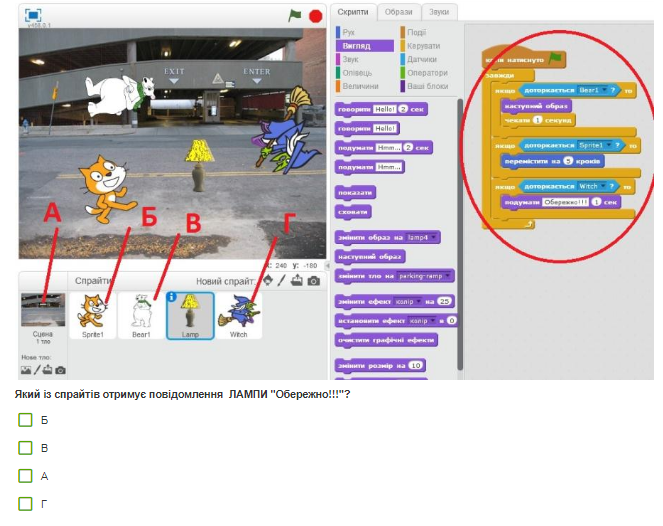 v456.0.1
EXIT
ENTER
А
Б
В
Г
x: 240 y: -180
Спрайти
Новий спрайт:
Сцена
1 тло
Нове тло:
Sprite1
Bear1
Lamp
Witch
Скрипти
Образи
Звуки
Рух
Вигляд
Звук
Олівець
Величини
Події
Керувати
Датчики
Оператори
Ваші блоки
говорити Hello! 2 сек
говорити Hello!
подумати Hmm... 2 сек
подумати Hmm...
показати
сховати
змінити образ на lamp4
наступний образ
змінити тло на parking-ramp
змінити ефект колір на 25
встановити ефект колір в 0
очистити графічні ефекти
змінити розмір на 10
коли натиснуто
завжди
якщо доторкається Bear1 ? то
наступний образ
чекати 1 секунд
якщо доторкається Sprite1 ? то
перемістити на 5 кроків
якщо доторкається Witch ? то
подумати Обережно!!! 1 сек
Який із спрайтів отримує повідомлення ЛАМПИ "Обережно!!!"?
Б
В
А
Г